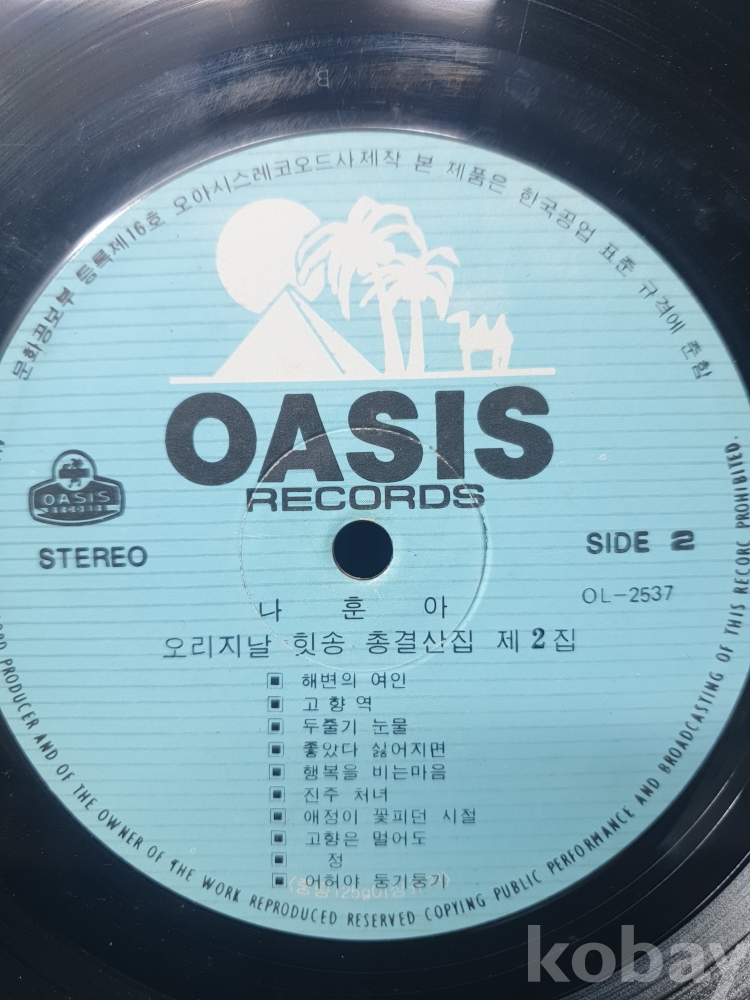 B
문화공보부 등록제16호 오아시스레코오드사제작 본 제품은 한국공업 표준 규격에 준함
OASIS
RECORDS
OASIS
RECORDS
STEREO
SIDE 2
OL-2537
나 훈 아
오리지날 힛송 총결산집 제2집
해변의 여인
고향역
두줄기 눈물
좋았다 싫어지면
행복을 비는마음
진주 처녀
애정이 꽃피던 시절
고향은 멀어도
정
어허야 둥기둥기
PRODUCER AND OF THE OWNER OF THE WORK REPRODUCED RESERVED COPYING PUBLIC PERFORMANCE AND BROADCASTING OF THIS RECORD PROHIBITED.
kobay